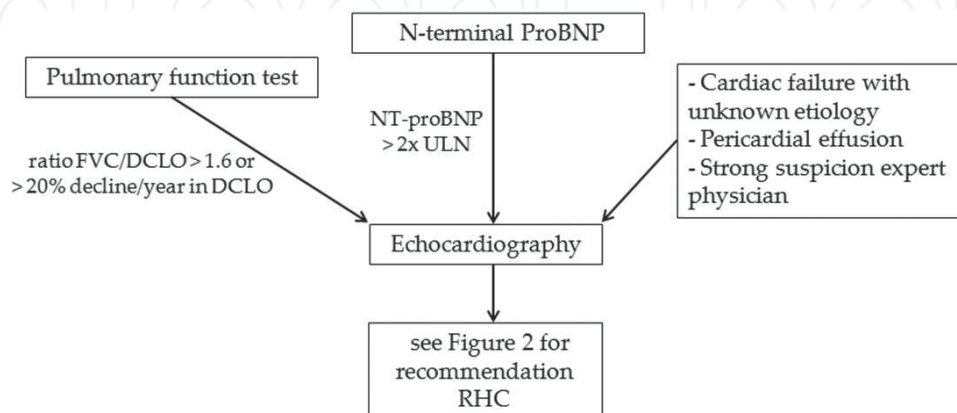 N-terminal ProBNP
Pulmonary function test
NT-proBNP
>2x ULN
- Cardiac failure with
unknown etiology
- Pericardial effusion
- Strong suspicion expert
physician
ratio FVC/DCLO>1.6 or
>20% decline/year in DCLO
Echocardiography
see Figure 2 for
recommendation
RHC